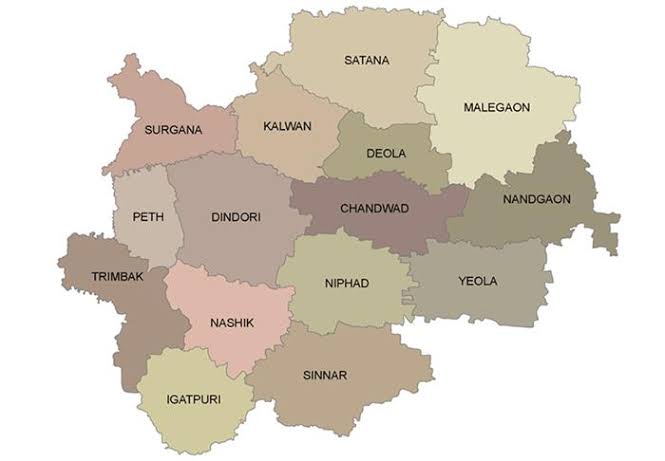 SATANA
MALEGAON
SURGANA
KALWAN
DEOLA
NANDGAON
PETH
DINDORI
CHANDWAD
TRIMBAK
NIPHAD
YEOLA
NASHIK
SINNAR
IGATPURI